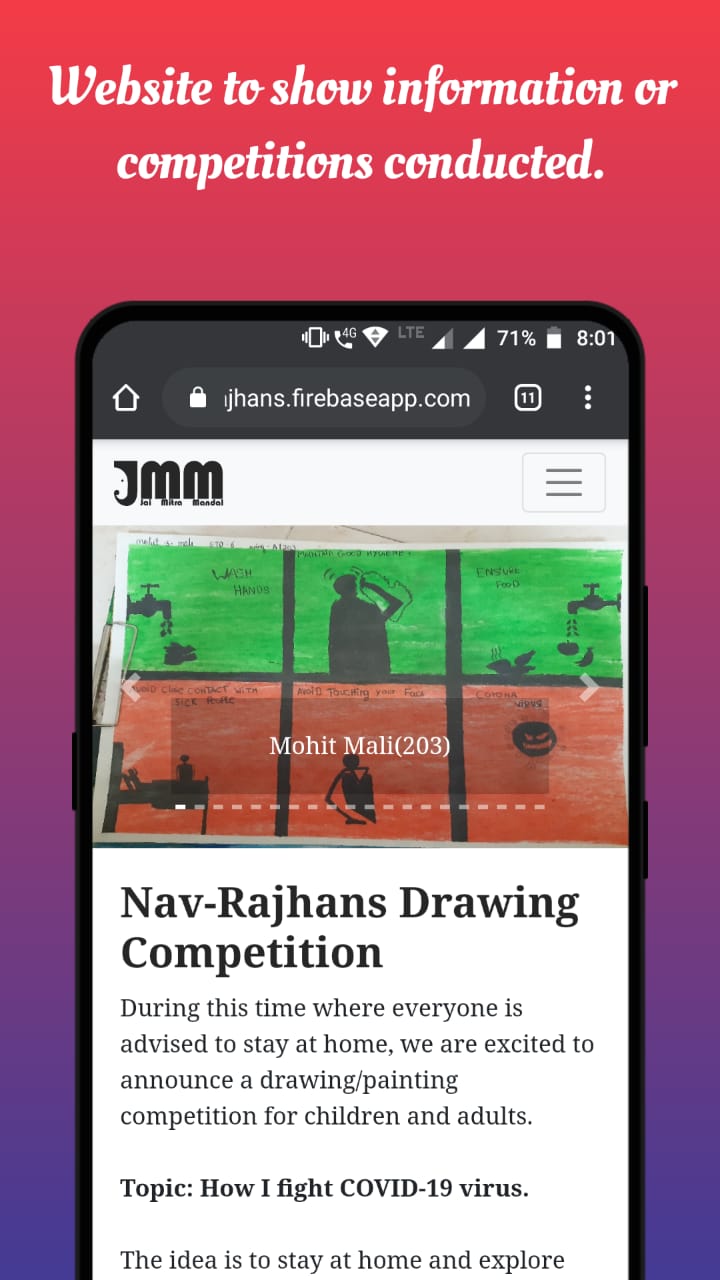 Website to show information or
competitions conducted.
4G
LTE
71%
8:01
jhans.firebaseapp.com
11
JMM
Jai Mitra Mandal
MAINTAIN GOOD HYGIENE
WASH
HANDS
ENSURE
FOOD
AVOID CLOSE CONTACT WITH
SICK PEOPLE
AVOID TOUCHING YOUR FACE
CORONA
VIRUS
Mohit Mali(203)
Nav-Rajhans Drawing
Competition
During this time where everyone is
advised to stay at home, we are excited to
announce a drawing/painting
competition for children and adults.
Topic: How I fight COVID-19 virus.
The idea is to stay at home and explore